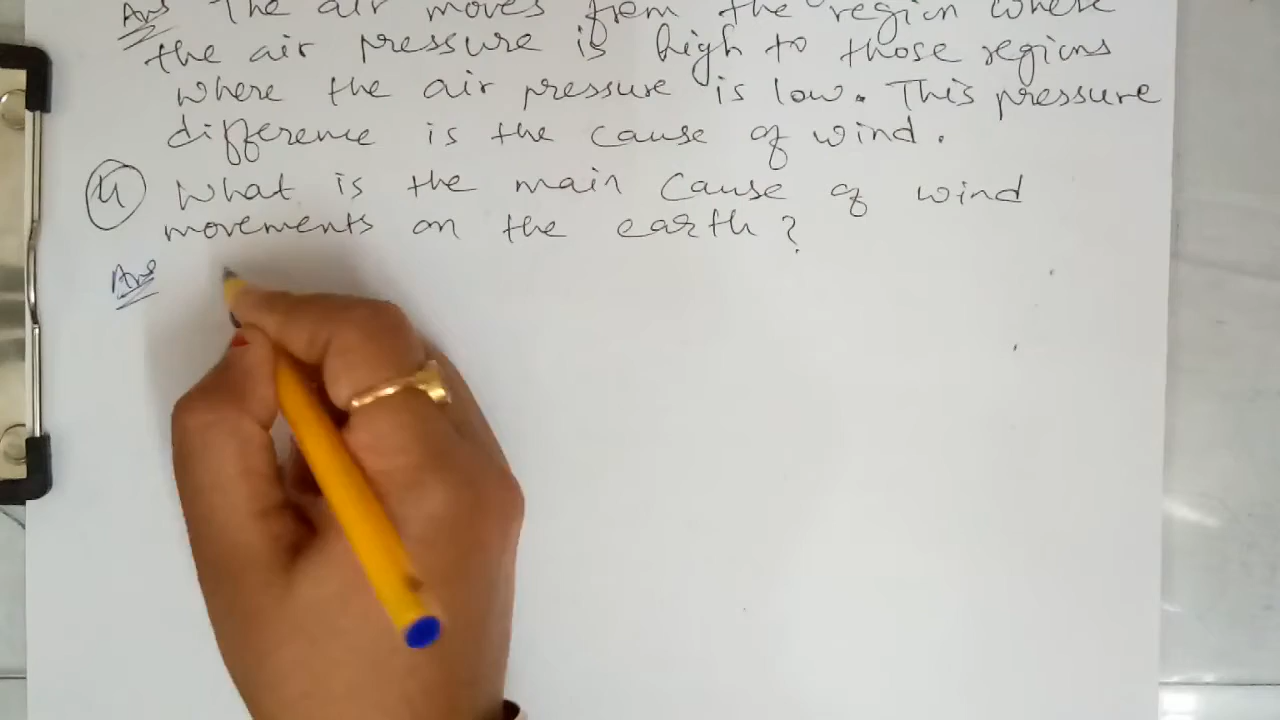 Ans The air moves from the region where
the air pressure is high to those regions
where the air pressure is low. This pressure
difference is the cause of wind.
4 What is the main cause of wind
movements on the earth?
Ans